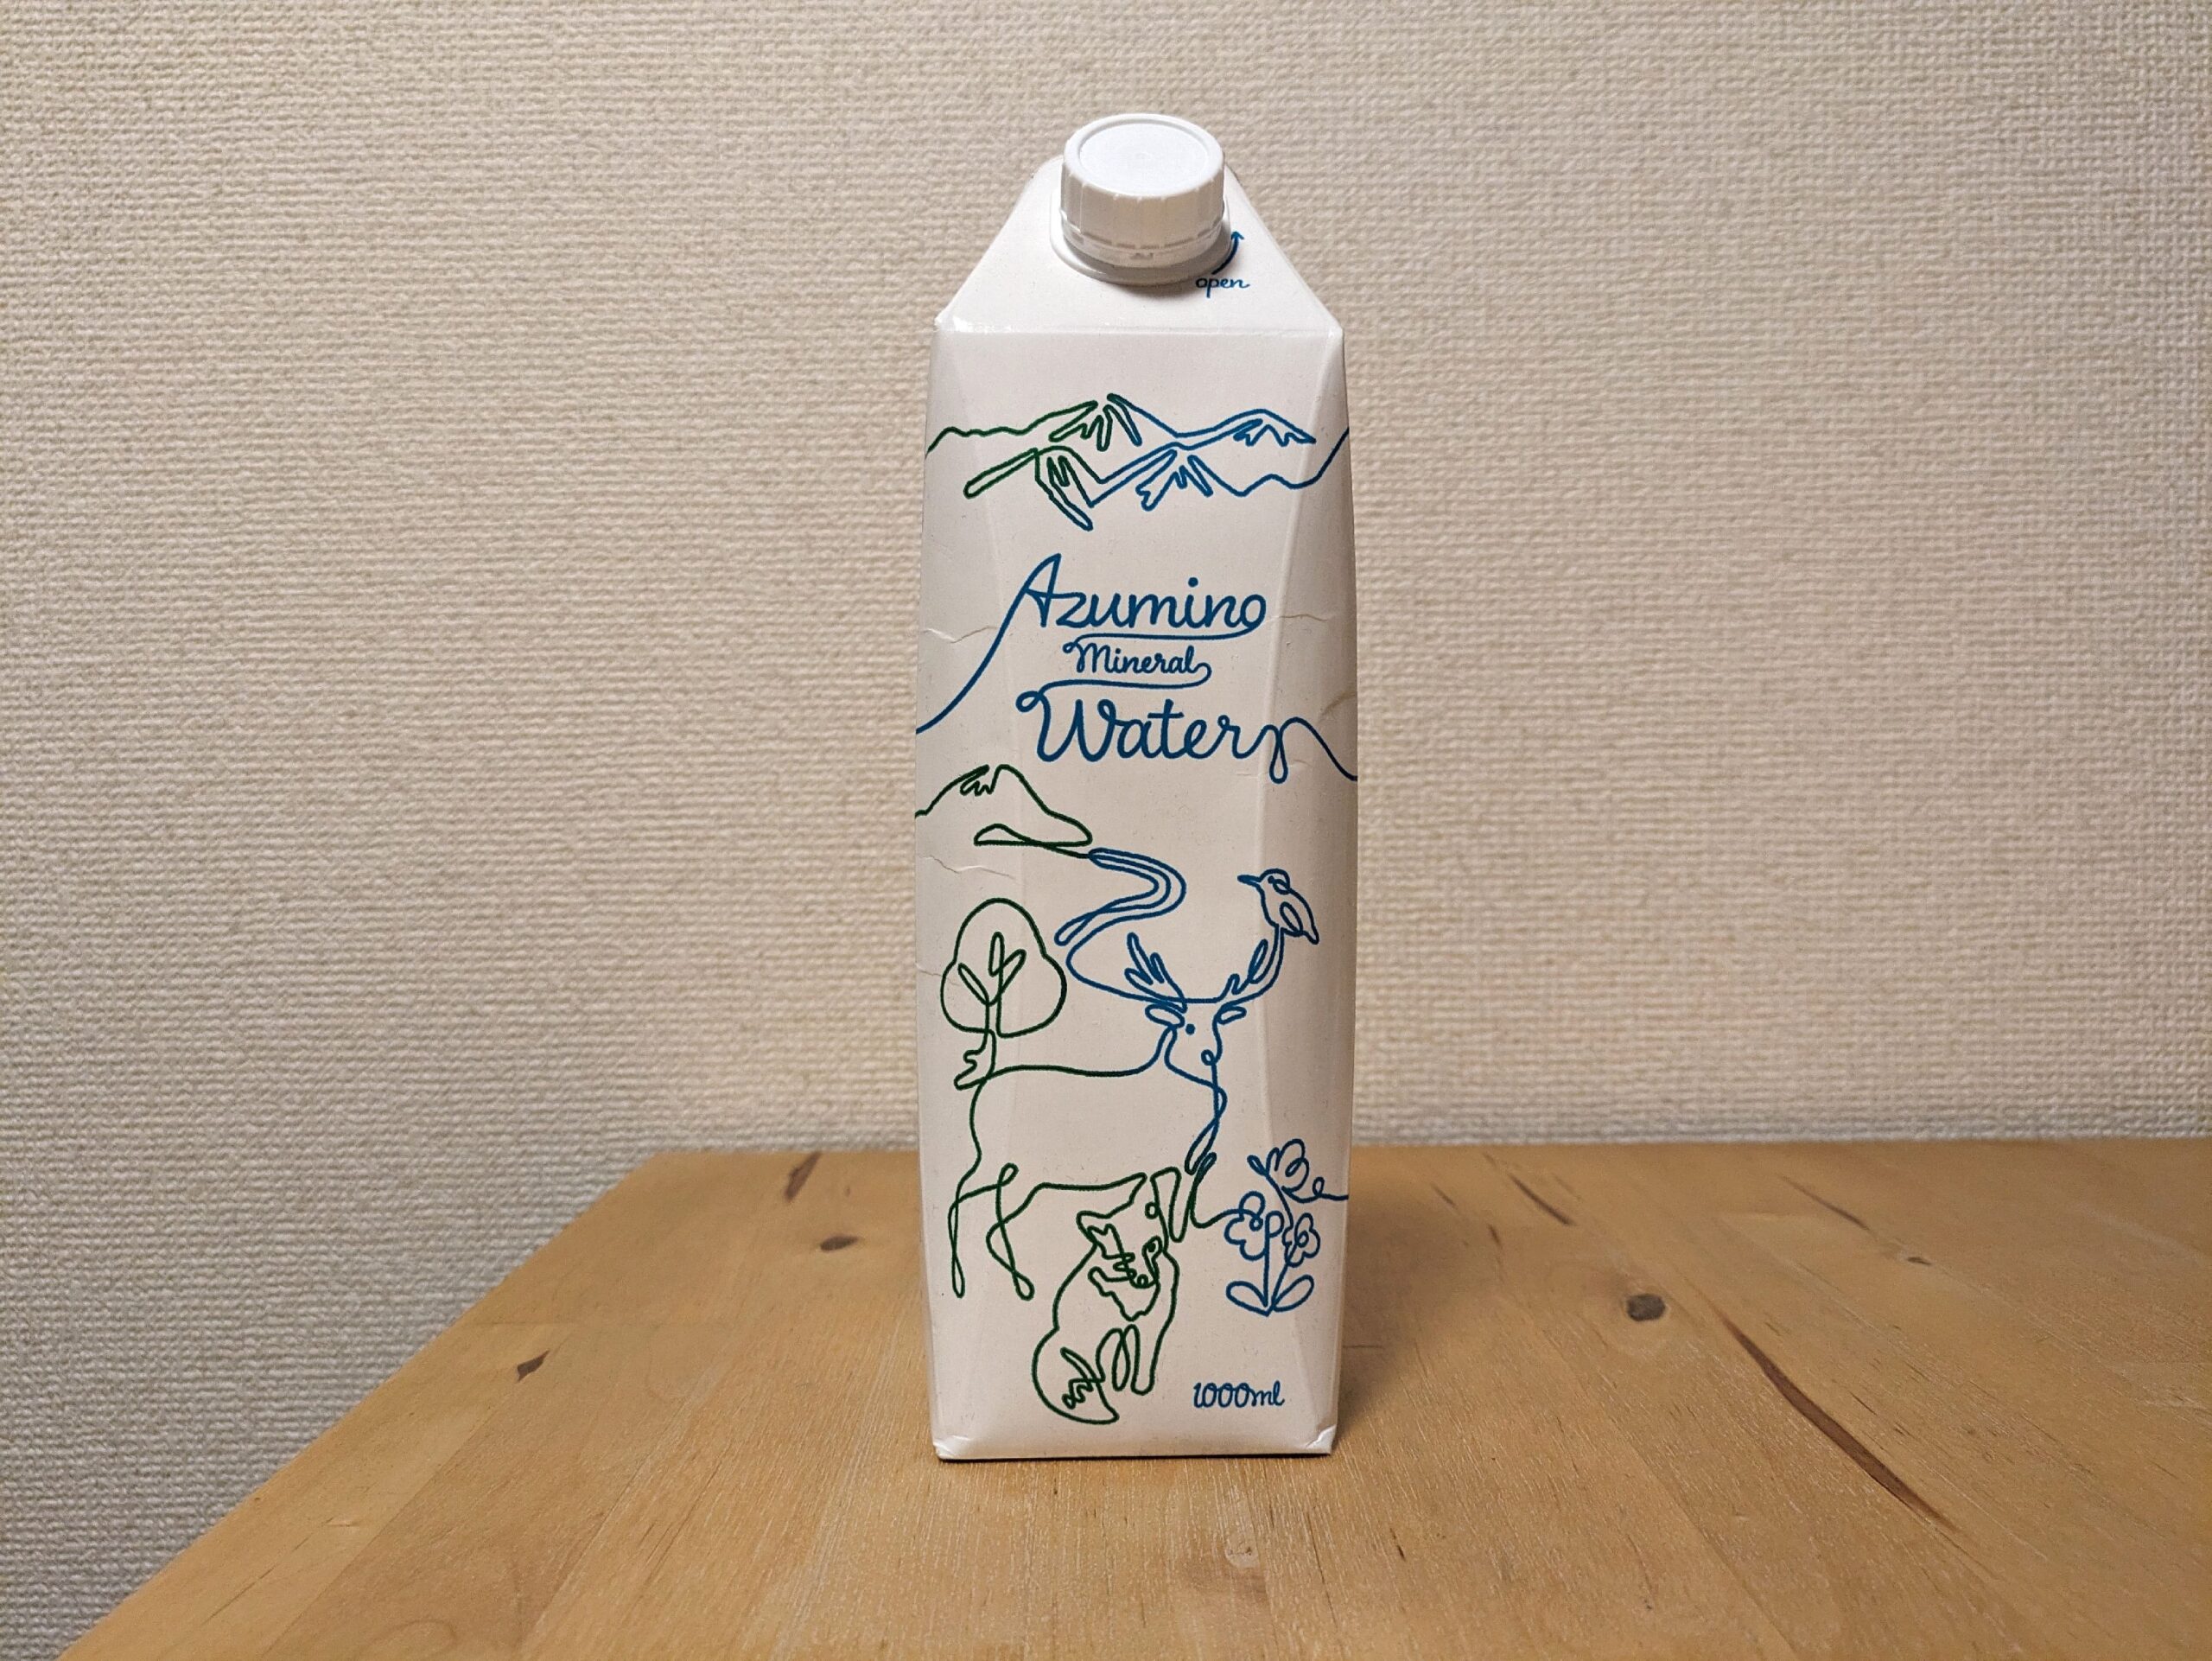 open
Azumino
Mineral
Water
1000ml